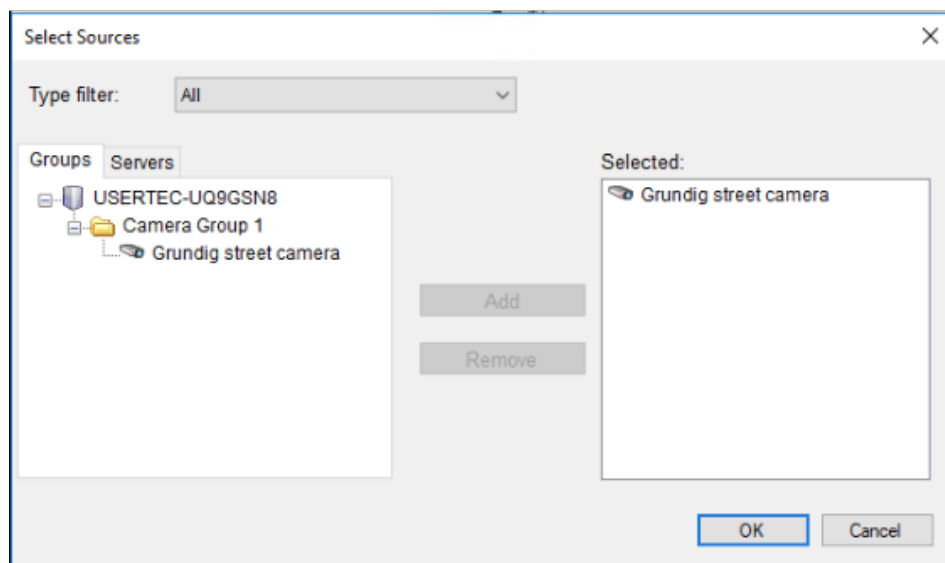 Select Sources
Type filter: All
Groups Servers
Selected:
USERTEC-UQ9GSN8
Camera Group 1
Grundig street camera
Grundig street camera
Add
Remove
OK Cancel